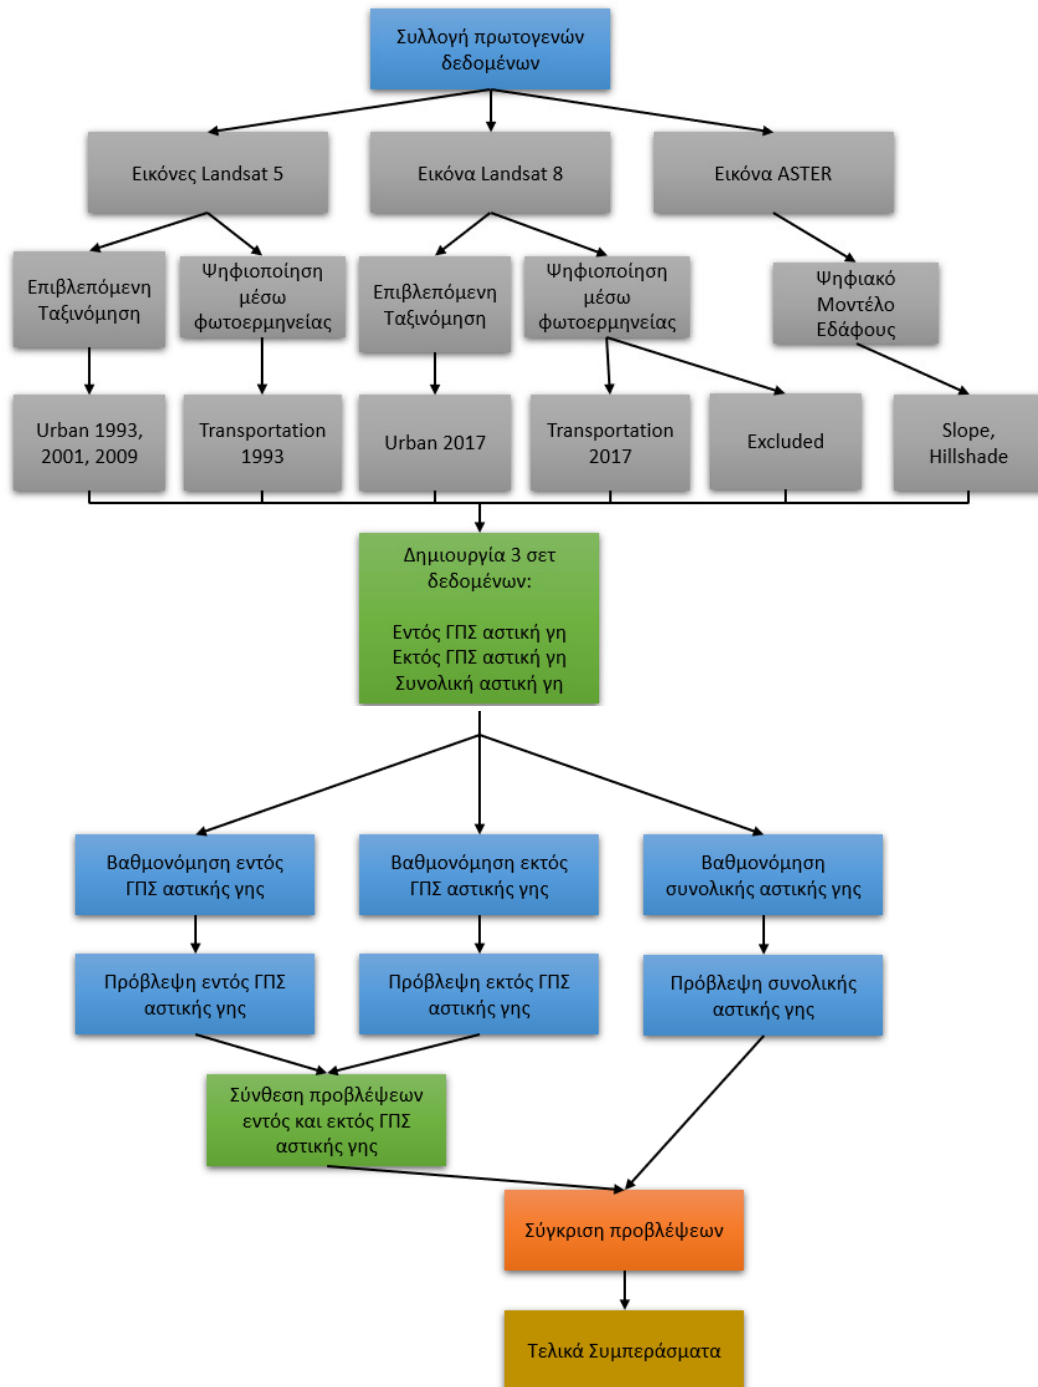 Συλλογή πρωτογενών
δεδομένων
Εικόνες Landsat 5
Εικόνα Landsat 8
Εικόνα ASTER
Επιβλεπόμενη
Ταξινόμηση
Ψηφιοποίηση
μέσω
φωτοερμηνείας
Επιβλεπόμενη
Ταξινόμηση
Ψηφιοποίηση
μέσω
φωτοερμηνείας
Ψηφιακό
Μοντέλο
Εδάφους
Urban 1993,
2001, 2009
Transportation
1993
Urban 2017
Transportation
2017
Excluded
Slope,
Hillshade
Δημιουργία 3 σετ
δεδομένων:
Εντός ΓΠΣ αστική γη
Εκτός ΓΠΣ αστική γη
Συνολική αστική γη
Βαθμονόμηση εντός
ΓΠΣ αστικής γης
Βαθμονόμηση εκτός
ΓΠΣ αστικής γης
Βαθμονόμηση
συνολικής αστικής γης
Πρόβλεψη εντός ΓΠΣ
αστικής γης
Πρόβλεψη εκτός ΓΠΣ
αστικής γης
Πρόβλεψη συνολικής
αστικής γης
Σύνθεση προβλέψεων
εντός και εκτός ΓΠΣ
αστικής γης
Σύγκριση προβλέψεων
Τελικά Συμπεράσματα